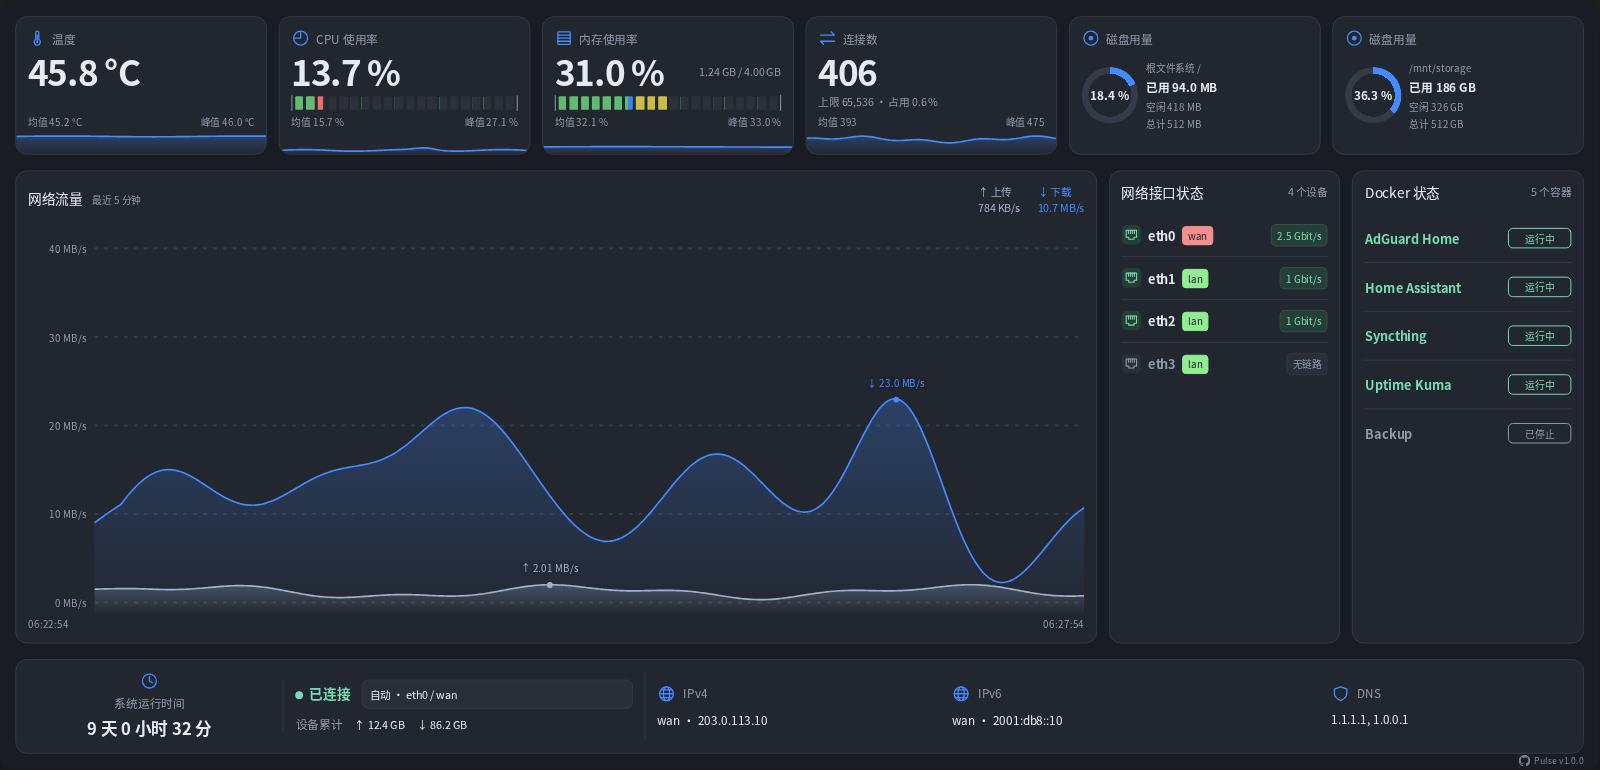 温度
45.8 °C
均值 45.2 °C 峰值 46.0 °C
CPU 使用率
13.7 %
均值 15.7 % 峰值 27.1 %
内存使用率
31.0 % 1.24 GB / 4.00 GB
均值 32.1 % 峰值 33.0 %
连接数
406
上限 65,536 • 占用 0.6 %
均值 393 峰值 475
磁盘用量
18.4 %
根文件系统 /
已用 94.0 MB
空闲 418 MB
总计 512 MB
磁盘用量
36.3 %
/mnt/storage
已用 186 GB
空闲 326 GB
总计 512 GB
网络流量 最近 5 分钟
↑ 上传 ↓ 下载
784 KB/s 10.7 MB/s
40 MB/s
30 MB/s
↓ 23.0 MB/s
20 MB/s
10 MB/s
↑ 2.01 MB/s
0 MB/s
06:22:54 06:27:54
网络接口状态 4 个设备
eth0 wan 2.5 Gbit/s
eth1 lan 1 Gbit/s
eth2 lan 1 Gbit/s
eth3 lan 无链路
Docker 状态 5 个容器
AdGuard Home 运行中
Home Assistant 运行中
Syncthing 运行中
Uptime Kuma 运行中
Backup 已停止
系统运行时间
9 天 0 小时 32 分
已连接 自动 • eth0 / wan
设备累计 ↑ 12.4 GB ↓ 86.2 GB
IPv4
wan • 203.0.113.10
IPv6
wan • 2001:db8::10
DNS
1.1.1.1, 1.0.0.1
Pulse v1.0.0